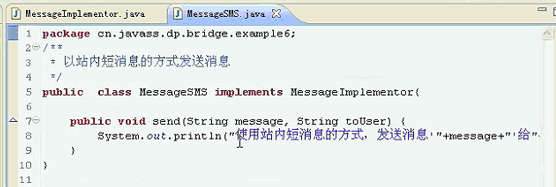 MessageImplementor.java MessageSMS.java
1 package cn.javass.dp.bridge.example6;
2 /**
3 * 以站内短消息的方式发送消息
4 */
5 public class MessageSMS implements MessageImplementor{
6
7 public void send(String message, String toUser) {
8 System.out.println("使用站内短消息的方式，发送消息'"+message+"'给"
9 }
10 }